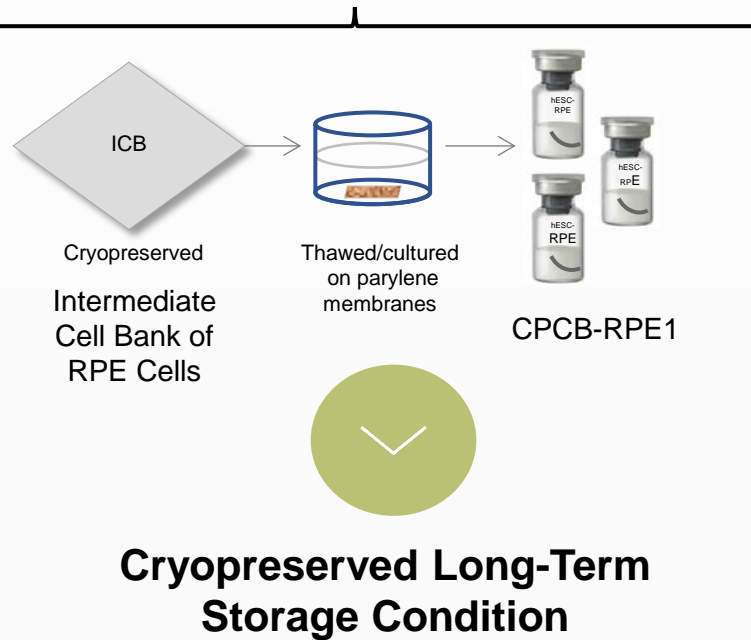 ICB
hESC-
RPE
hESC-
RPE
hESC-
RPE
Cryopreserved
Intermediate
Cell Bank of
RPE Cells
Thawed/cultured
on parylene
membranes
CPCB-RPE1
Cryopreserved Long-Term
Storage Condition